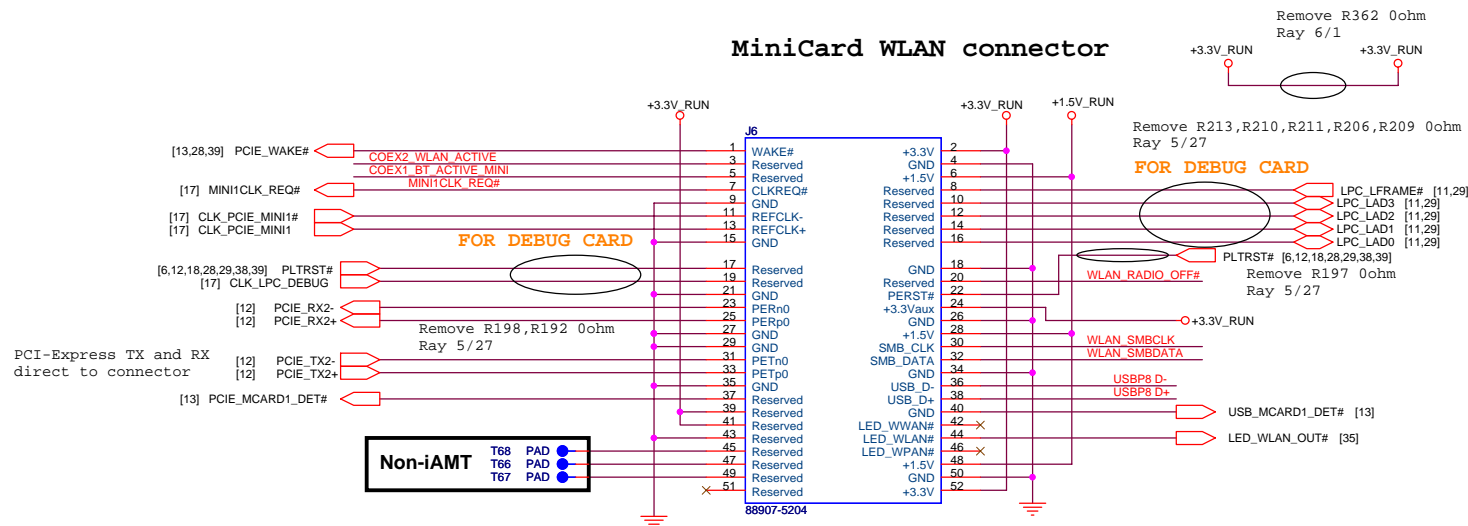 Remove R362 0ohm
Ray 6/1
MiniCard WLAN connector
+3.3V_RUN +3.3V_RUN
+3.3V_RUN +3.3V_RUN +1.5V_RUN
Remove R213,R210,R211,R206,R209 0ohm
Ray 5/27
FOR DEBUG CARD
J6
[13,28,39] PCIE_WAKE# 1 WAKE# +3.3V 2
COEX2_WLAN_ACTIVE 3 Reserved GND 4
COEX1_BT_ACTIVE_MINI 5 Reserved +1.5V 6
[17] MINI1CLK_REQ# MINI1CLK_REQ# 7 CLKREQ# Reserved 8 LPC_LFRAME# [11,29]
9 GND Reserved 10 LPC_LAD3 [11,29]
[17] CLK_PCIE_MINI1# 11 REFCLK- Reserved 12 LPC_LAD2 [11,29]
[17] CLK_PCIE_MINI1 13 REFCLK+ Reserved 14 LPC_LAD1 [11,29]
15 GND Reserved 16 LPC_LAD0 [11,29]
FOR DEBUG CARD
PLTRST# [6,12,18,28,29,38,39]
Remove R197 0ohm
Ray 5/27
[6,12,18,28,29,38,39] PLTRST# 17 Reserved GND 18
[17] CLK_LPC_DEBUG 19 Reserved Reserved 20 WLAN_RADIO_OFF#
21 GND PERST# 22
[12] PCIE_RX2- 23 PERn0 +3.3Vaux 24
[12] PCIE_RX2+ 25 PERp0 GND 26 +3.3V_RUN
Remove R198,R192 0ohm
Ray 5/27
27 GND +1.5V 28
29 GND SMB_CLK 30 WLAN_SMBCLK
PCI-Express TX and RX
direct to connector
[12] PCIE_TX2- 31 PETn0 SMB_DATA 32 WLAN_SMBDATA
[12] PCIE_TX2+ 33 PETp0 GND 34
35 GND USB_D- 36 USBP8 D-
[13] PCIE_MCARD1_DET# 37 Reserved USB_D+ 38 USBP8 D+
39 Reserved GND 40 USB_MCARD1_DET# [13]
41 Reserved LED_WWAN# 42
43 Reserved LED_WLAN# 44 LED_WLAN_OUT# [35]
Non-iAMT
T68 PAD 45 Reserved LED_WPAN# 46
T66 PAD 47 Reserved +1.5V 48
T67 PAD 49 Reserved GND 50
51 Reserved +3.3V 52
88907-5204